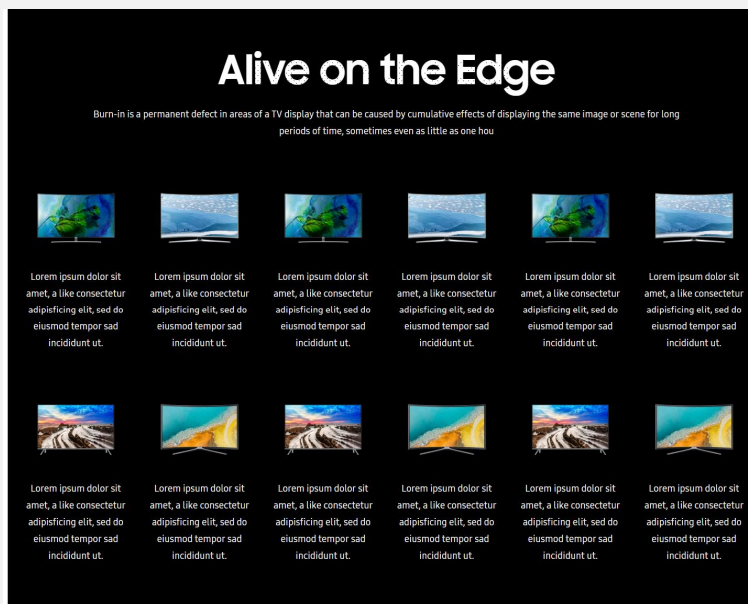 Alive on the Edge
Burn-in is a permanent defect in areas of a TV display that can be caused by cumulative effects of displaying the same image or scene for long
periods of time, sometimes even as little as one hou
Lorem ipsum dolor sit
amet, a like consectetur
adipisficing elit, sed do
eiusmod tempor sad
incididunt ut.
Lorem ipsum dolor sit
amet, a like consectetur
adipisficing elit, sed do
eiusmod tempor sad
incididunt ut.
Lorem ipsum dolor sit
amet, a like consectetur
adipisficing elit, sed do
eiusmod tempor sad
incididunt ut.
Lorem ipsum dolor sit
amet, a like consectetur
adipisficing elit, sed do
eiusmod tempor sad
incididunt ut.
Lorem ipsum dolor sit
amet, a like consectetur
adipisficing elit, sed do
eiusmod tempor sad
incididunt ut.
Lorem ipsum dolor sit
amet, a like consectetur
adipisficing elit, sed do
eiusmod tempor sad
incididunt ut.
Lorem ipsum dolor sit
amet, a like consectetur
adipisficing elit, sed do
eiusmod tempor sad
incididunt ut.
Lorem ipsum dolor sit
amet, a like consectetur
adipisficing elit, sed do
eiusmod tempor sad
incididunt ut.
Lorem ipsum dolor sit
amet, a like consectetur
adipisficing elit, sed do
eiusmod tempor sad
incididunt ut.
Lorem ipsum dolor sit
amet, a like consectetur
adipisficing elit, sed do
eiusmod tempor sad
incididunt ut.
Lorem ipsum dolor sit
amet, a like consectetur
adipisficing elit, sed do
eiusmod tempor sad
incididunt ut.
Lorem ipsum dolor sit
amet, a like consectetur
adipisficing elit, sed do
eiusmod tempor sad
incididunt ut.